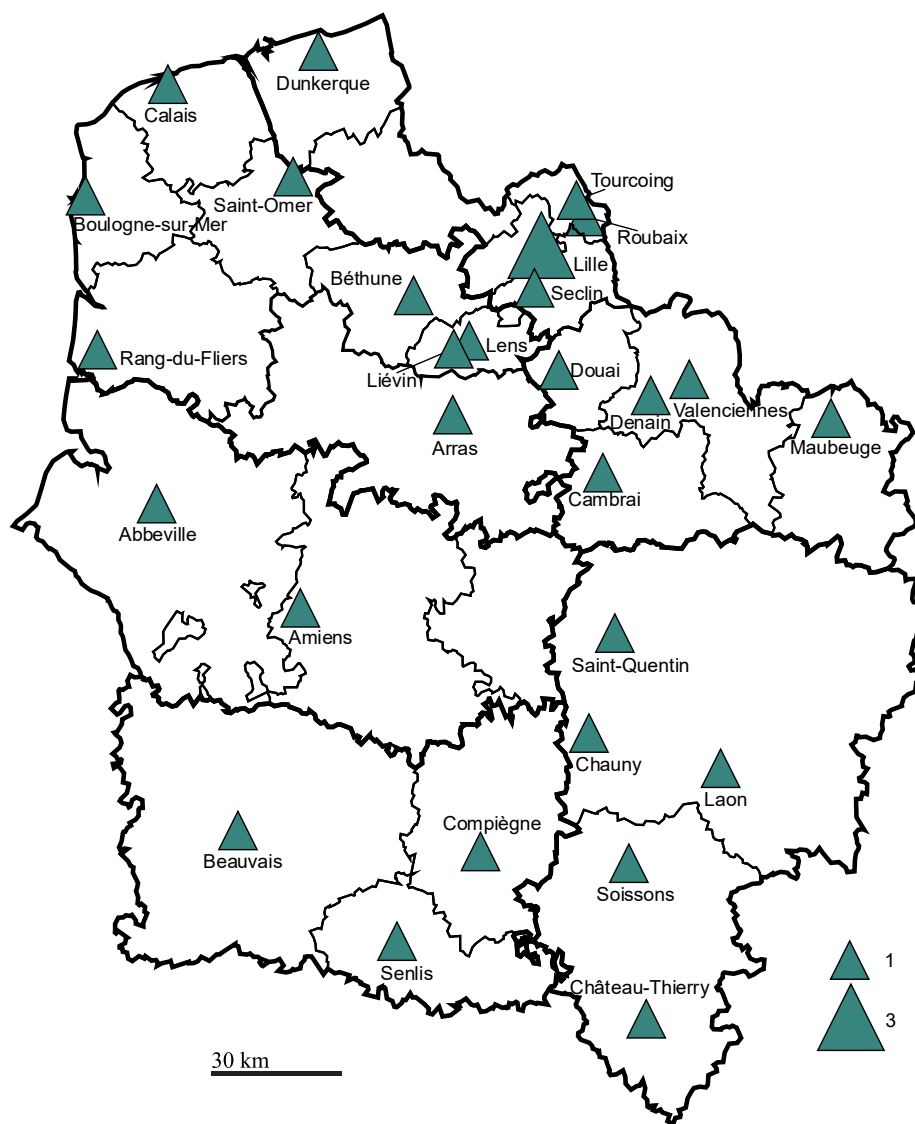 Dunkerque
Calais
Tourcoing
Saint-Omer
Boulogne-sur-Mer
Roubaix
Lille
Béthune
Seclin
Lens
Rang-du-Fliers
Douai
Liévin
Valenciennes
Denain
Arras
Maubeuge
Cambrai
Abbeville
Amiens
Saint-Quentin
Chauny
Laon
Compiègne
Beauvais
Soissons
Senlis
1
Château-Thierry
3
30 km